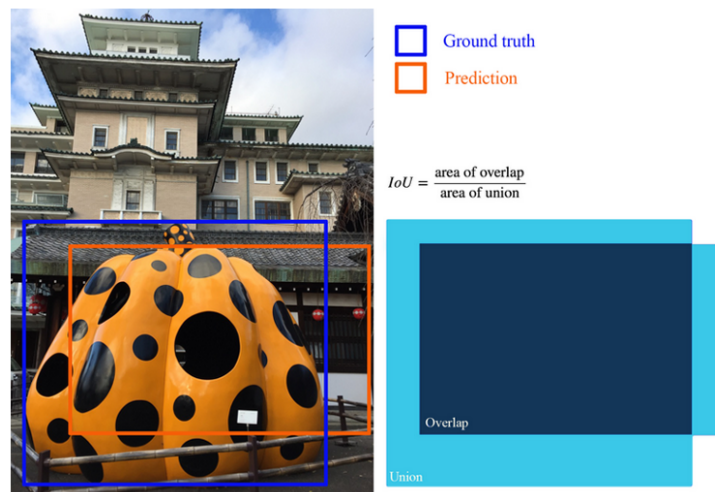 Ground truth
Prediction
IoU = area of overlap / area of union
Overlap
Union